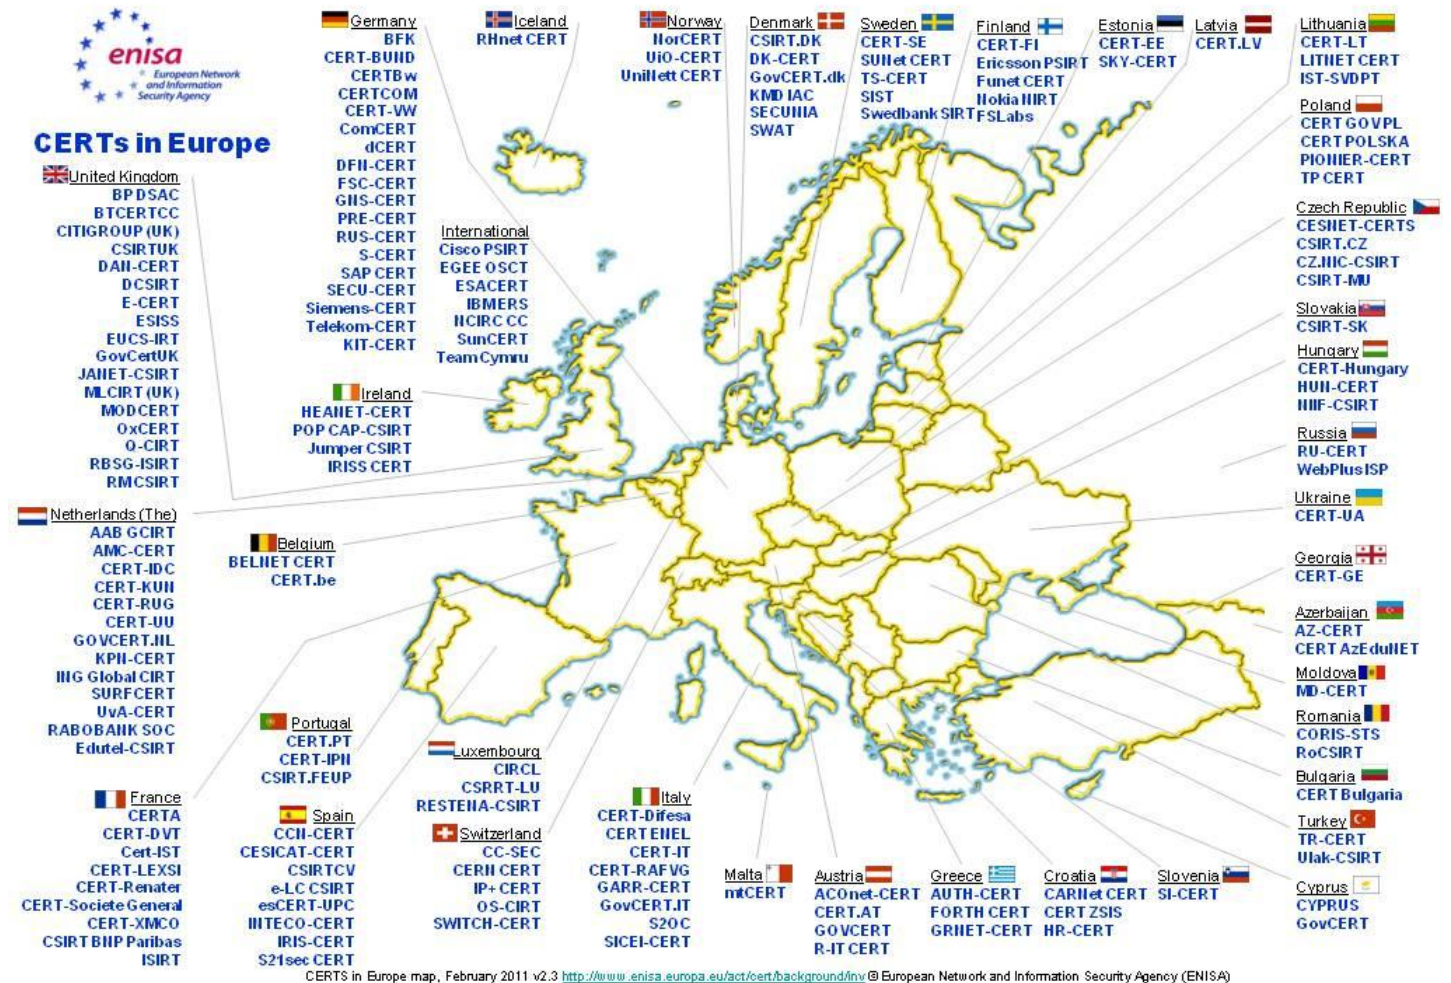 enisa
European Network
and Information
Security Agency
CERTs in Europe
United Kingdom
BP DSAC
BTCERTCC
CITIGROUP (UK)
CSIRTUK
DAN-CERT
DCSIRT
E-CERT
ESISS
EUCS-IRT
GovCertUK
JANET-CSIRT
MLCIRT (UK)
MODCERT
OxCERT
Q-CIRT
RBSG-ISIRT
RMCSIRT
Netherlands (The)
AAB GCIRT
AMC-CERT
CERT-IDC
CERT-KUN
CERT-RUG
CERT-UU
GOVCERT.NL
KPN-CERT
ING Global CIRT
SURFCERT
UvA-CERT
RABOBANK SOC
Edutel-CSIRT
France
CERTA
CERT-DVT
Cert-IST
CERT-LEXSI
CERT-Renater
CERT-Societe General
CERT-XMCO
CSIRT BNP Paribas
ISIRT
Germany
BFK
CERT-BUND
CERTBw
CERTCOM
CERT-VW
ComCERT
dCERT
DFN-CERT
FSC-CERT
GNS-CERT
PRE-CERT
RUS-CERT
S-CERT
SAP CERT
SECU-CERT
Siemens-CERT
Telekom-CERT
KIT-CERT
Ireland
HEANET-CERT
POP CAP-CSIRT
Jumper CSIRT
IRISS CERT
Belgium
BELNET CERT
CERT.be
Portugal
CERT.PT
CERT-IPN
CSIRT.FEUP
Spain
CCN-CERT
CESICAT-CERT
CSIRTCV
e-LC CSIRT
esCERT-UPC
INTECO-CERT
IRIS-CERT
S21sec CERT
Iceland
RHnet CERT
International
Cisco PSIRT
EGEE OSCT
ESACERT
IBMERS
NCIRC CC
SunCERT
Team Cymru
Luxembourg
CIRCL
CSRRT-LU
RESTENA-CSIRT
Switzerland
CC-SEC
CERN CERT
IP+ CERT
OS-CIRT
SWITCH-CERT
Norway
NorCERT
UiO-CERT
UniNett CERT
Italy
CERT-Difesa
CERT ENEL
CERT-IT
CERT-RAFVG
GARR-CERT
GovCERT.IT
S2OC
SICEI-CERT
Denmark
CSIRT.DK
DK-CERT
GovCERT.dk
KMD IAC
SECUNIA
SWAT
Sweden
CERT-SE
SUNet CERT
TS-CERT
SIST
Swedbank SIRT
Finland
CERT-FI
Ericsson PSIRT
Funet CERT
Nokia NIRT
FSLabs
Estonia
CERT-EE
SKY-CERT
Latvia
CERT.LV
Lithuania
CERT-LT
LITNET CERT
IST-SVDPT
Poland
CERT GOVPL
CERT POLSKA
PIONIER-CERT
TP CERT
Czech Republic
CESNET-CERTS
CSIRT.CZ
CZ.NIC-CSIRT
CSIRT-MU
Slovakia
CSIRT-SK
Hungary
CERT-Hungary
HUN-CERT
NIIF-CSIRT
Russia
RU-CERT
WebPlus ISP
Ukraine
CERT-UA
Georgia
CERT-GE
Azerbaijan
AZ-CERT
CERT AzEduNET
Moldova
MD-CERT
Romania
CORIS-STS
RoCSIRT
Bulgaria
CERT Bulgaria
Turkey
TR-CERT
Ulak-CSIRT
Cyprus
CYPRUS
GovCERT
Malta
mtCERT
Austria
ACOnet-CERT
CERT.AT
GOVCERT
R-IT CERT
Greece
AUTH-CERT
FORTH CERT
GRNET-CERT
Croatia
CARNet CERT
CERT ZSIS
HR-CERT
Slovenia
SI-CERT
CERTS in Europe map, February 2011 v2.3 http://www.enisa.europa.eu/act/cert/background/inv © European Network and Information Security Agency (ENISA)